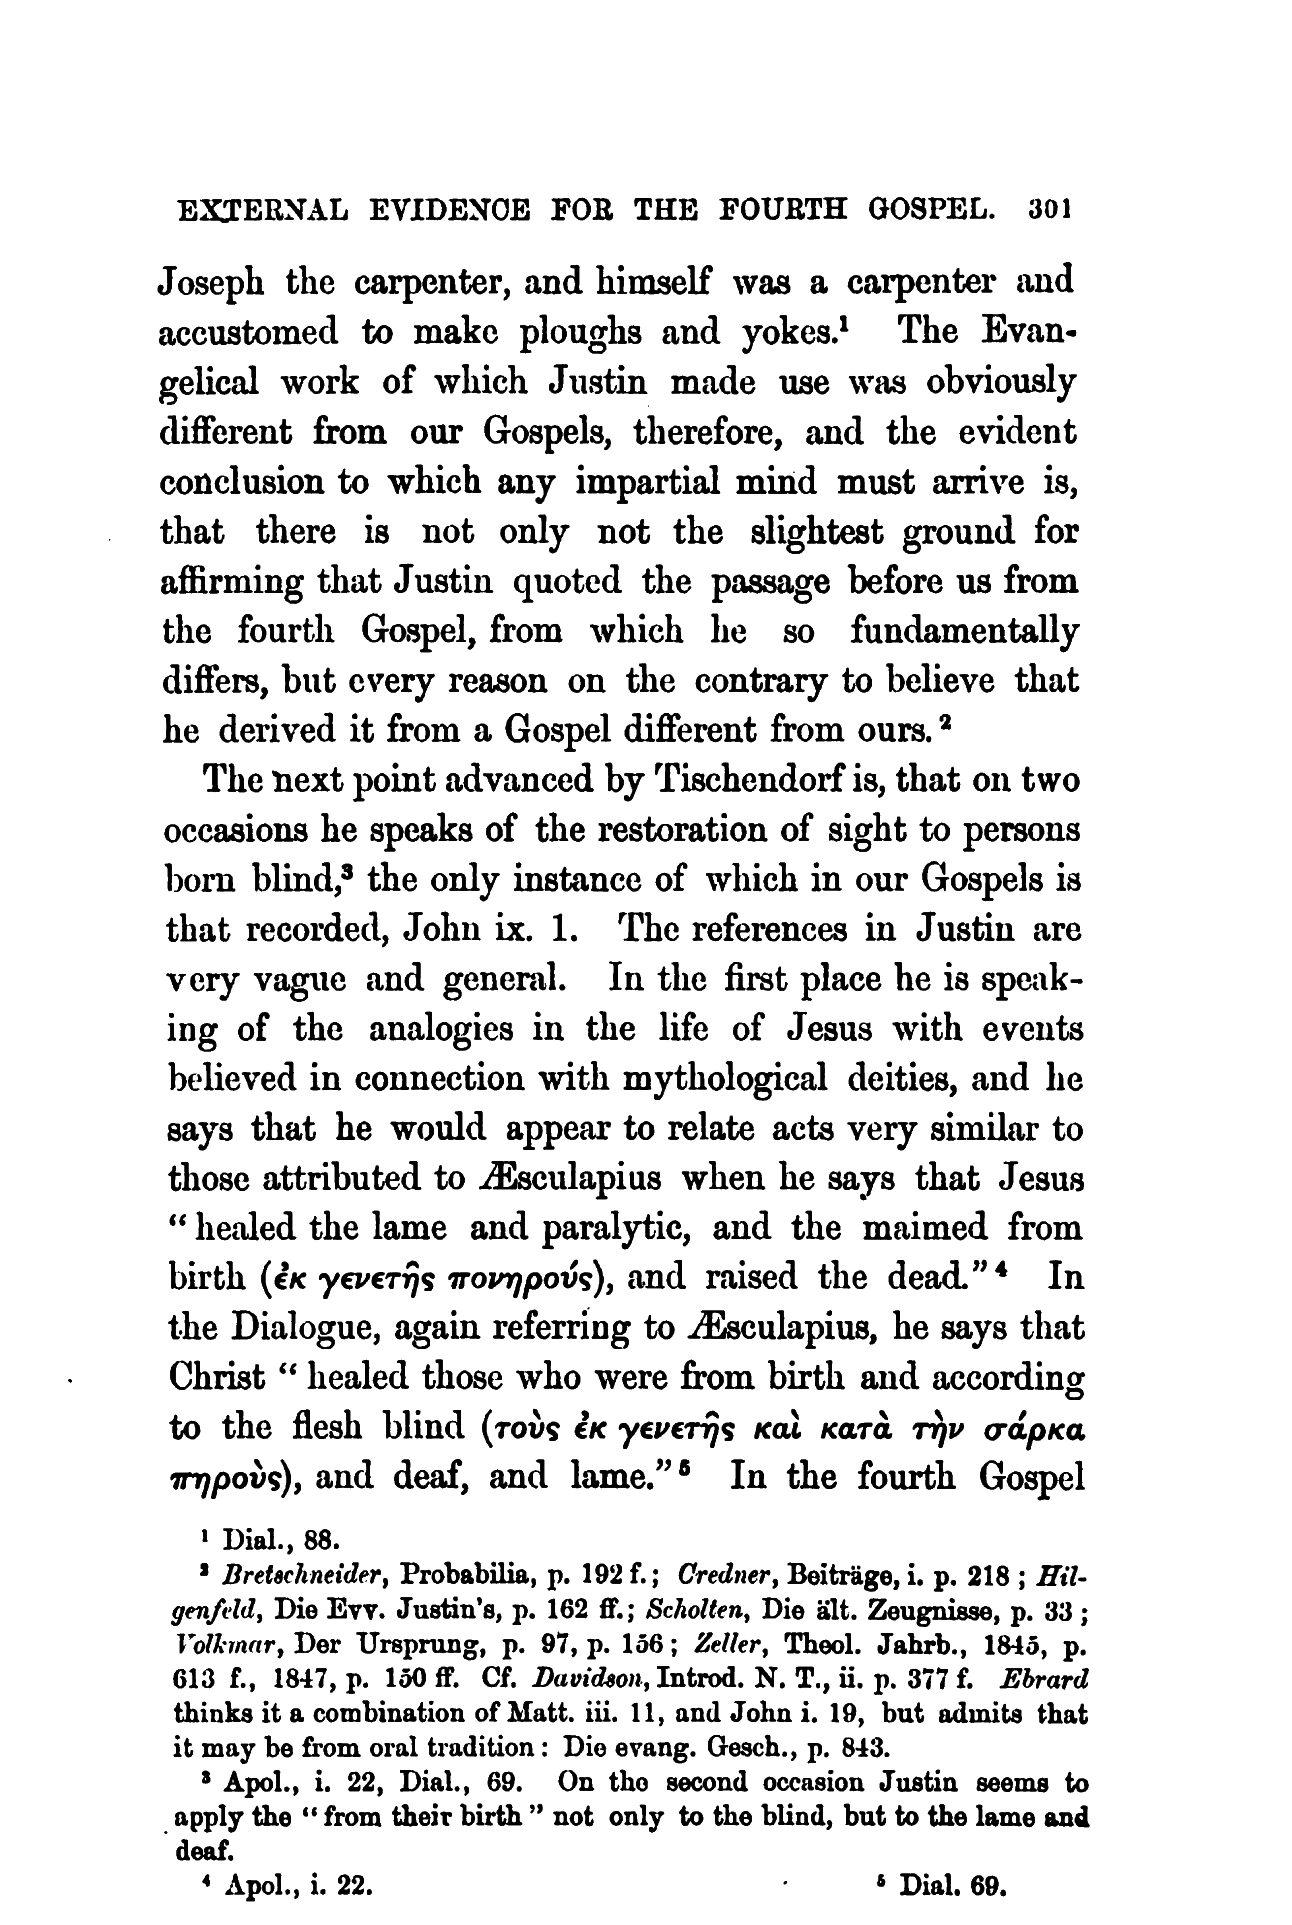 EXTERNAL EVIDENCE FOR THE FOURTH GOSPEL. 301
Joseph the carpenter, and himself was a carpenter and
accustomed to make ploughs and yokes.¹ The Evan-
gelical work of which Justin made use was obviously
different from our Gospels, therefore, and the evident
conclusion to which any impartial mind must arrive is,
that there is not only not the slightest ground for
affirming that Justin quoted the passage before us from
the fourth Gospel, from which he so fundamentally
differs, but every reason on the contrary to believe that
he derived it from a Gospel different from ours.²
The next point advanced by Tischendorf is, that on two
occasions he speaks of the restoration of sight to persons
born blind,³ the only instance of which in our Gospels is
that recorded, John ix. 1. The references in Justin are
very vague and general. In the first place he is speak-
ing of the analogies in the life of Jesus with events
believed in connection with mythological deities, and he
says that he would appear to relate acts very similar to
those attributed to Æsculapius when he says that Jesus
“healed the lame and paralytic, and the maimed from
birth (ἐκ γενετῆς πονηρούς), and raised the dead.”⁴ In
the Dialogue, again referring to Æsculapius, he says that
Christ “healed those who were from birth and according
to the flesh blind (τοὺς ἐκ γενετῆς καὶ κατὰ τὴν σάρκα
πηροὺς), and deaf, and lame.”⁵ In the fourth Gospel
¹ Dial., 88.
² Bretschneider, Probabilia, p. 192 f.; Credner, Beiträge, i. p. 218; Hil-
genfeld, Die Evv. Justin's, p. 162 ff.; Scholten, Die ält. Zeugnisse, p. 33;
Volkmar, Der Ursprung, p. 97, p. 156; Zeller, Theol. Jahrb., 1845, p.
613 f., 1847, p. 150 ff. Cf. Davidson, Introd. N. T., ii. p. 377 f. Ebrard
thinks it a combination of Matt. iii. 11, and John i. 19, but admits that
it may be from oral tradition: Die evang. Gesch., p. 843.
³ Apol., i. 22, Dial., 69. On the second occasion Justin seems to
apply the “from their birth” not only to the blind, but to the lame and
deaf.
⁴ Apol., i. 22. ⁵ Dial. 69.